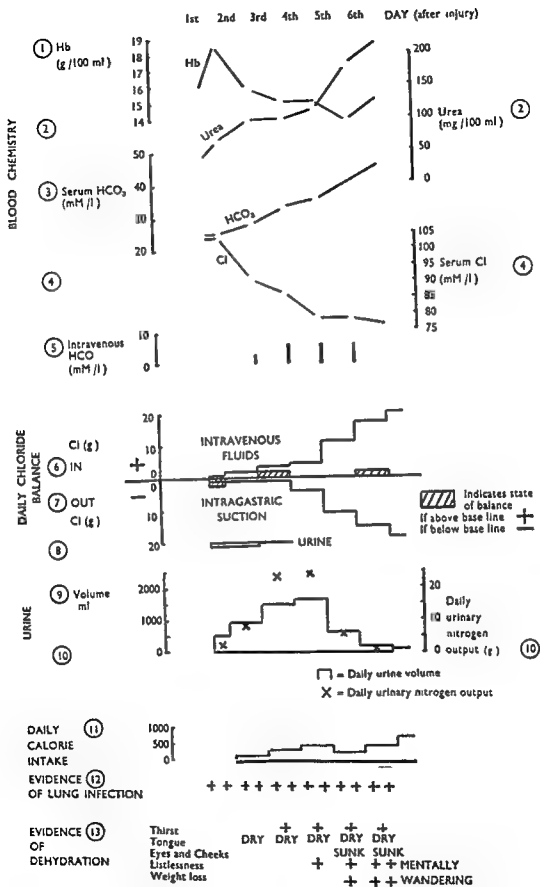 1st 2nd 3rd 4th 5th 6th DAY (after injury)
1 Hb
(g/100 ml)
19
18
17
16
15
14
Hb
200
150
100
50
0
Urea
(mg/100 ml)
2
2
Urea
BLOOD CHEMISTRY
3 Serum HCO3
(mM/l)
50
40
30
20
HCO3
Cl
105
100
95
90
85
80
75
Serum Cl
(mM/l)
4
4
5 Intravenous
HCO
(mM/l)
10
0
DAILY CHLORIDE
BALANCE
Cl (g)
6 IN
+
7 OUT
−
Cl (g)
8
20
10
0
0
10
20
INTRAVENOUS
FLUIDS
INTRAGASTRIC
SUCTION
URINE
Indicates state
of balance
If above base line +
If below base line −
URINE
9 Volume
ml
2000
1000
0
10
20
10
0
Daily
urinary
nitrogen
output (g)
10
= Daily urine volume
X = Daily urinary nitrogen output
DAILY 11
CALORIE
INTAKE
1000
500
0
EVIDENCE 12
OF LUNG INFECTION
+ + + + + + + + + + + +
EVIDENCE 13
OF
DEHYDRATION
Thirst + + + +
Tongue DRY DRY DRY DRY DRY
Eyes and Cheeks SUNK SUNK
Listlessness + + + + MENTALLY
Weight loss + + + WANDERING